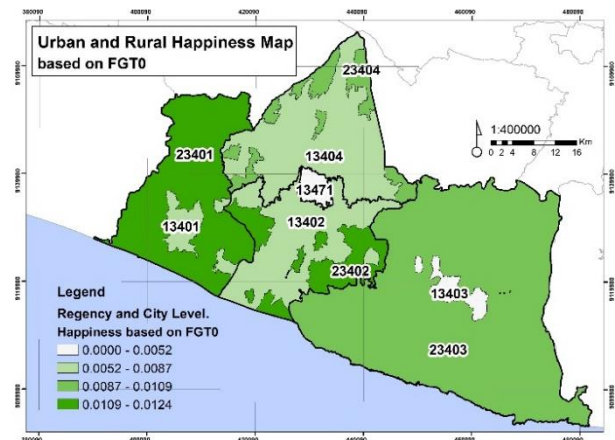 Urban and Rural Happiness Map
based on FGT0
1:400000
Km
0 2 4 8 12 16
23404
23401
13404
13471
13401
13402
23402
13403
23403
Legend
Regency and City Level.
Happiness based on FGT0
0.0000 - 0.0052
0.0052 - 0.0087
0.0087 - 0.0109
0.0109 - 0.0124